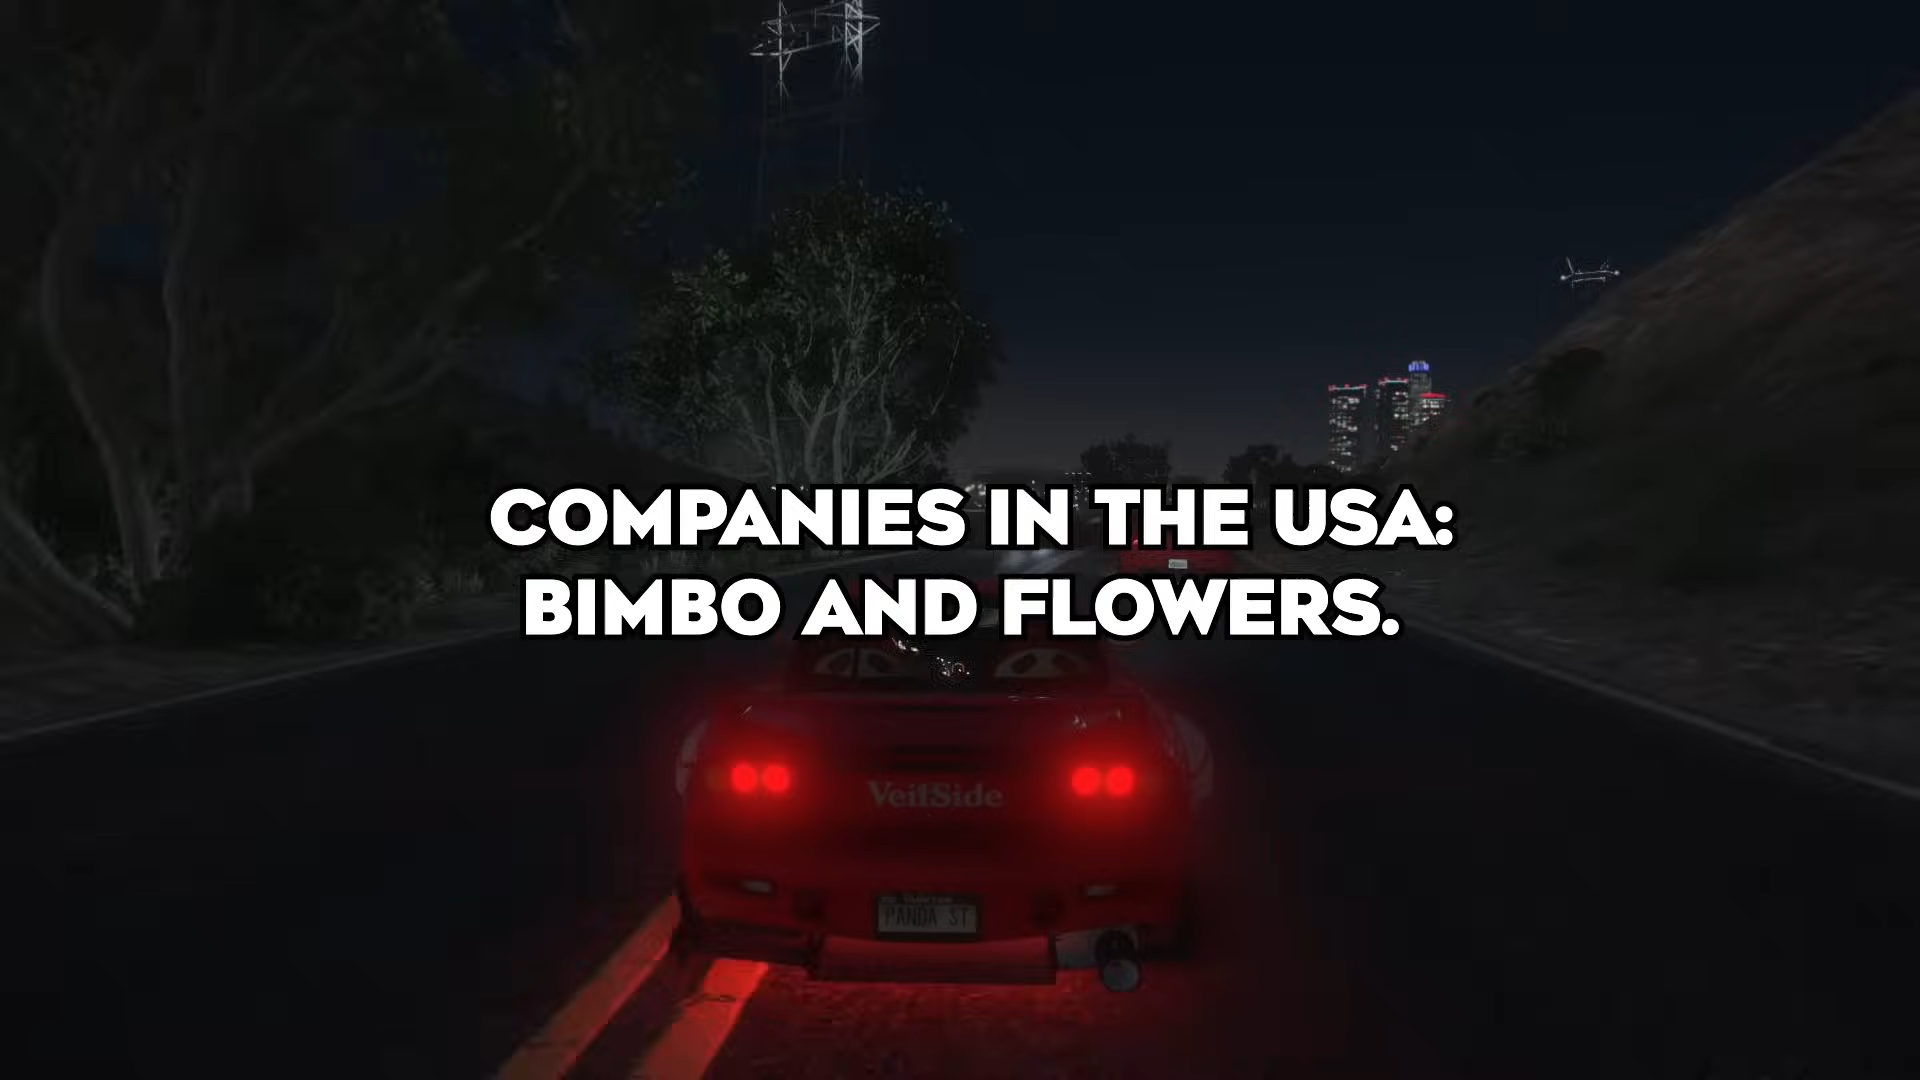 COMPANIES IN THE USA:
BIMBO AND FLOWERS.
VeilSide
PANDA ST